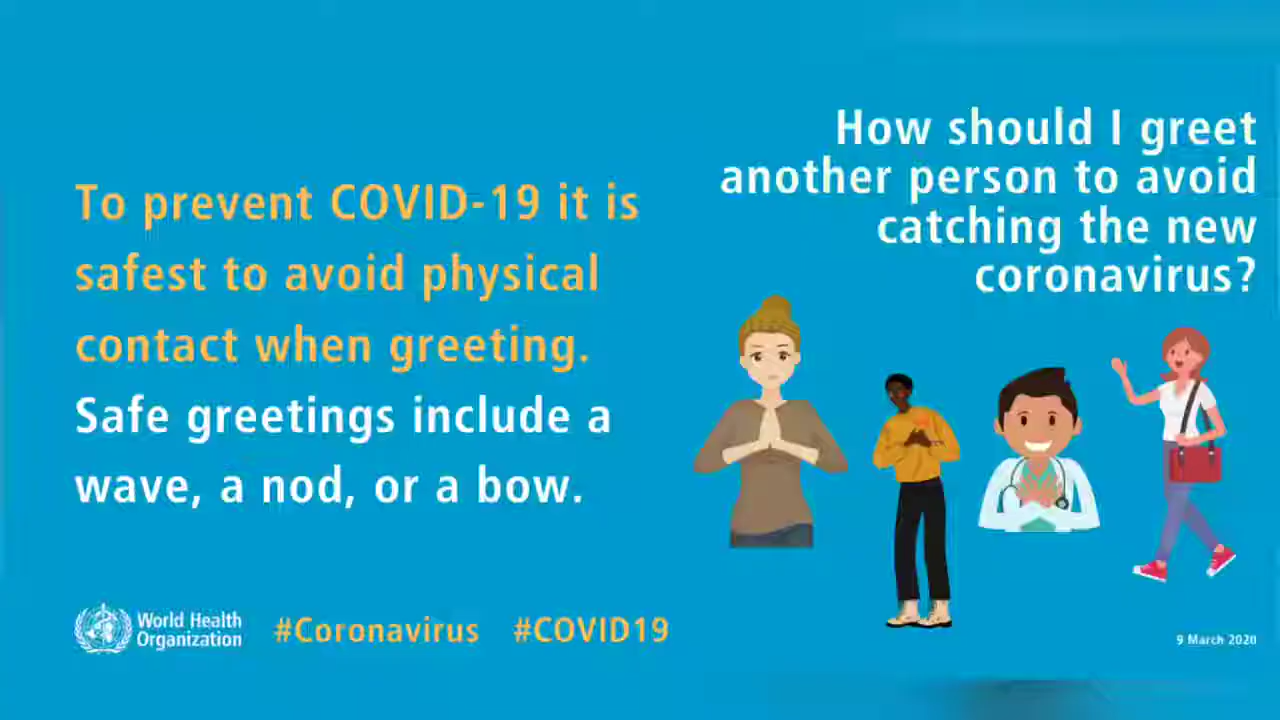 How should I greet
another person to avoid
catching the new
coronavirus?
To prevent COVID-19 it is
safest to avoid physical
contact when greeting.
Safe greetings include a
wave, a nod, or a bow.
World Health
Organization
#Coronavirus #COVID19
9 March 2020